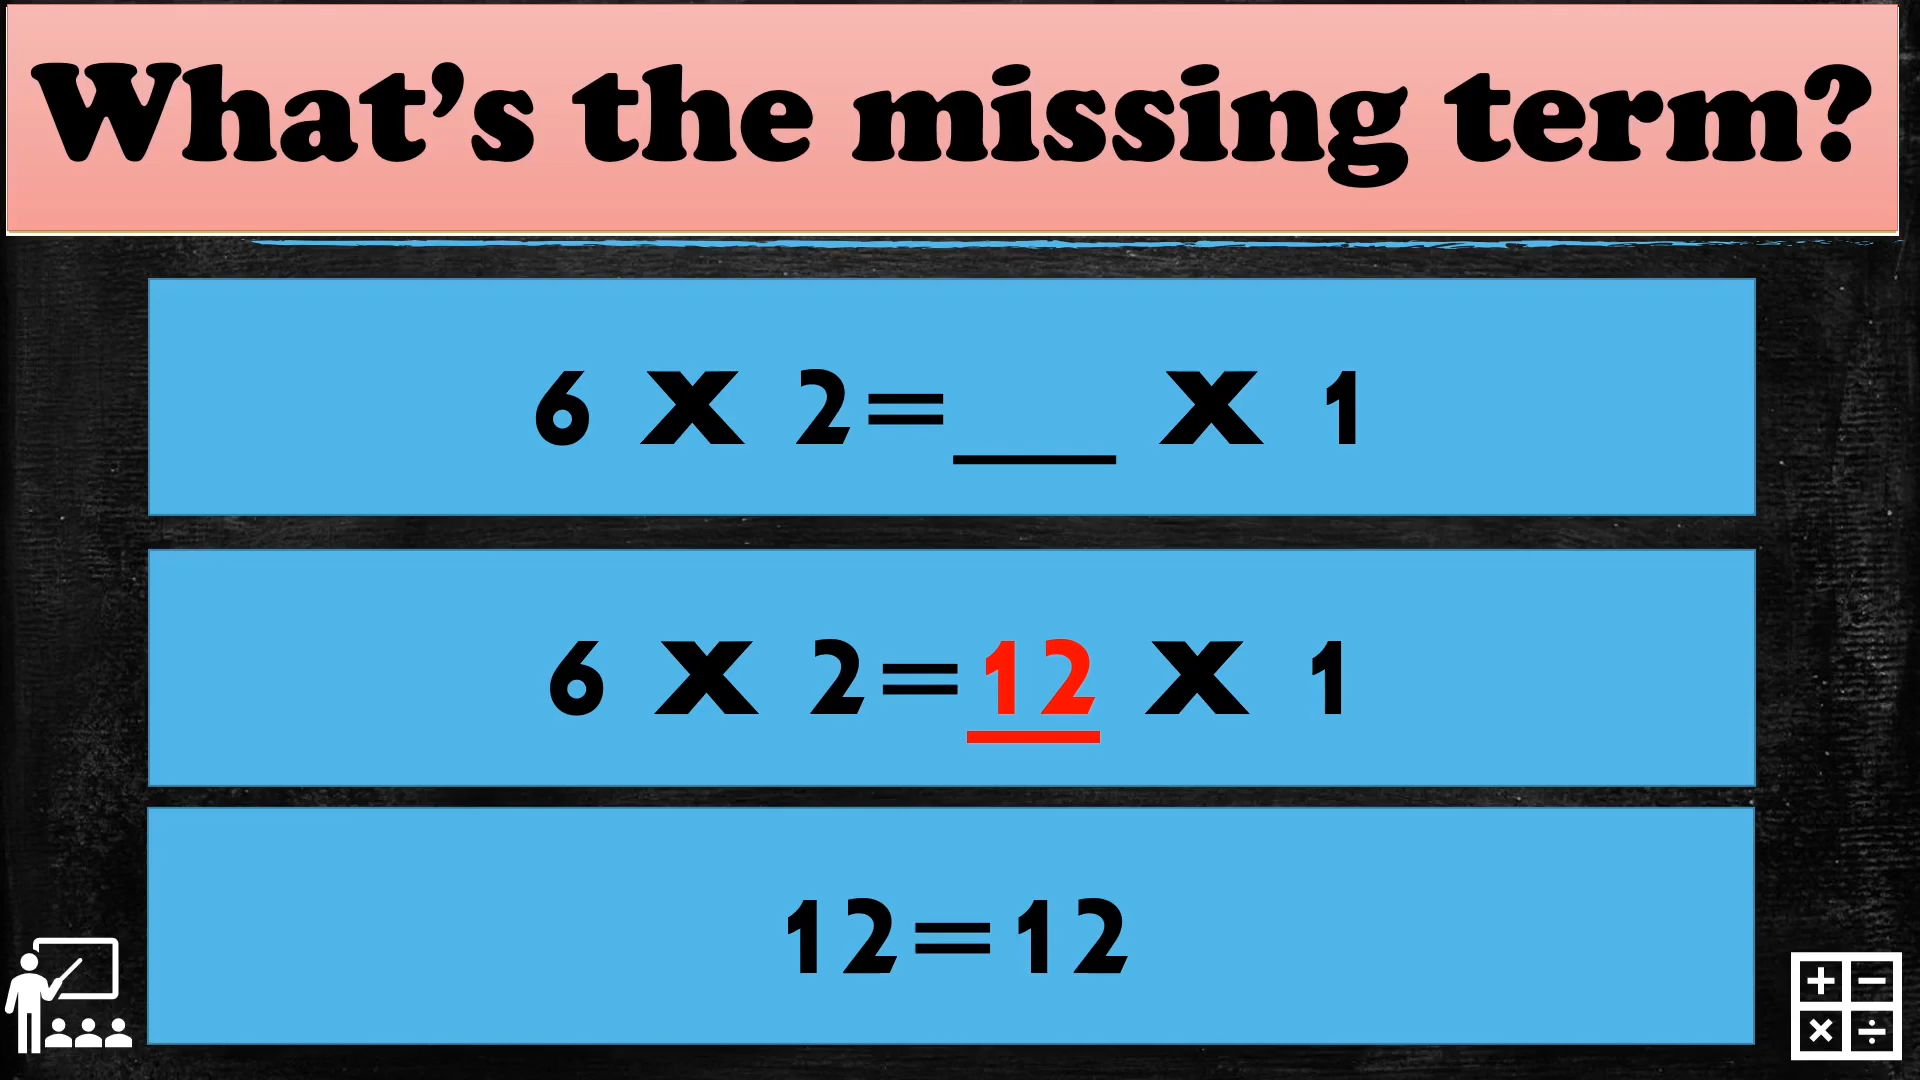 What’s the missing term?
6 X 2=___ X 1
6 X 2=12 X 1
12=12